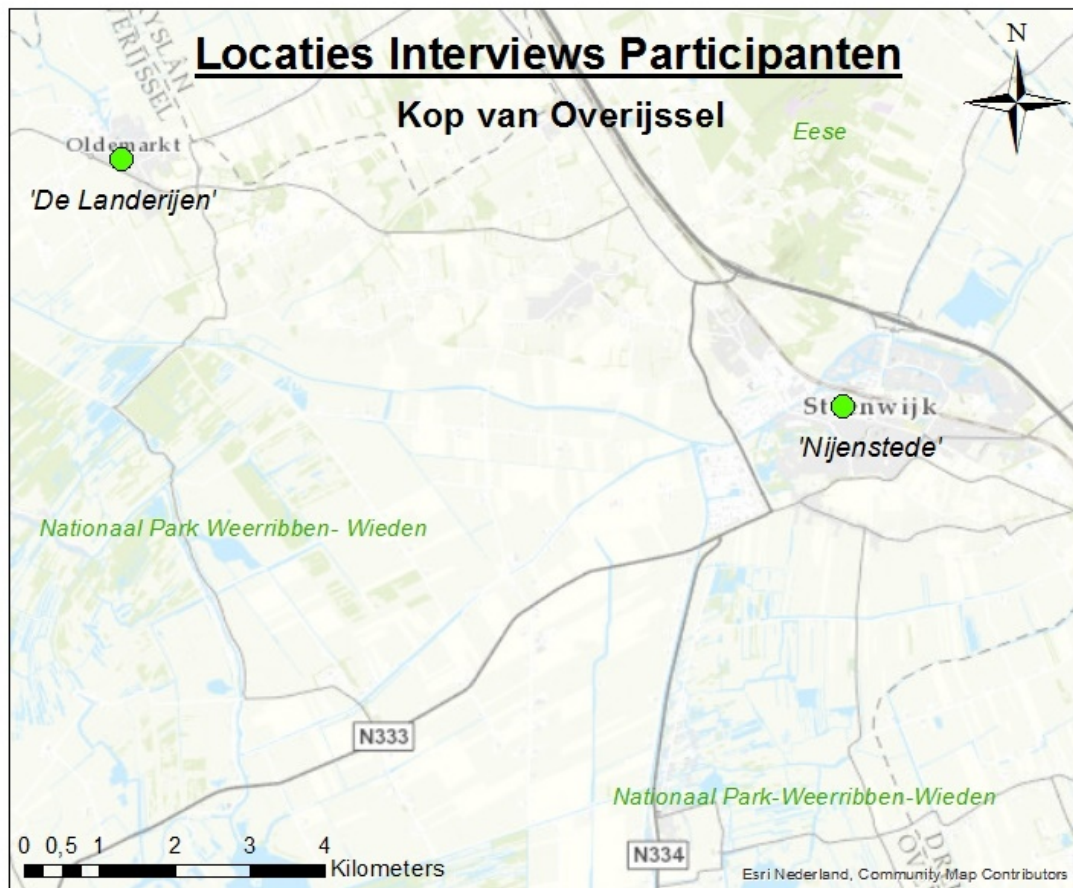 Locaties Interviews Participanten
Kop van Overijssel
N
Eese
Oldemarkt
'De Landerijen'
Steenwijk
'Nijenstede'
Nationaal Park Weerribben- Wieden
N333
Nationaal Park-Weerribben-Wieden
N334
0 0,5 1 2 3 4
Kilometers
Esri Nederland, Community Map Contributors